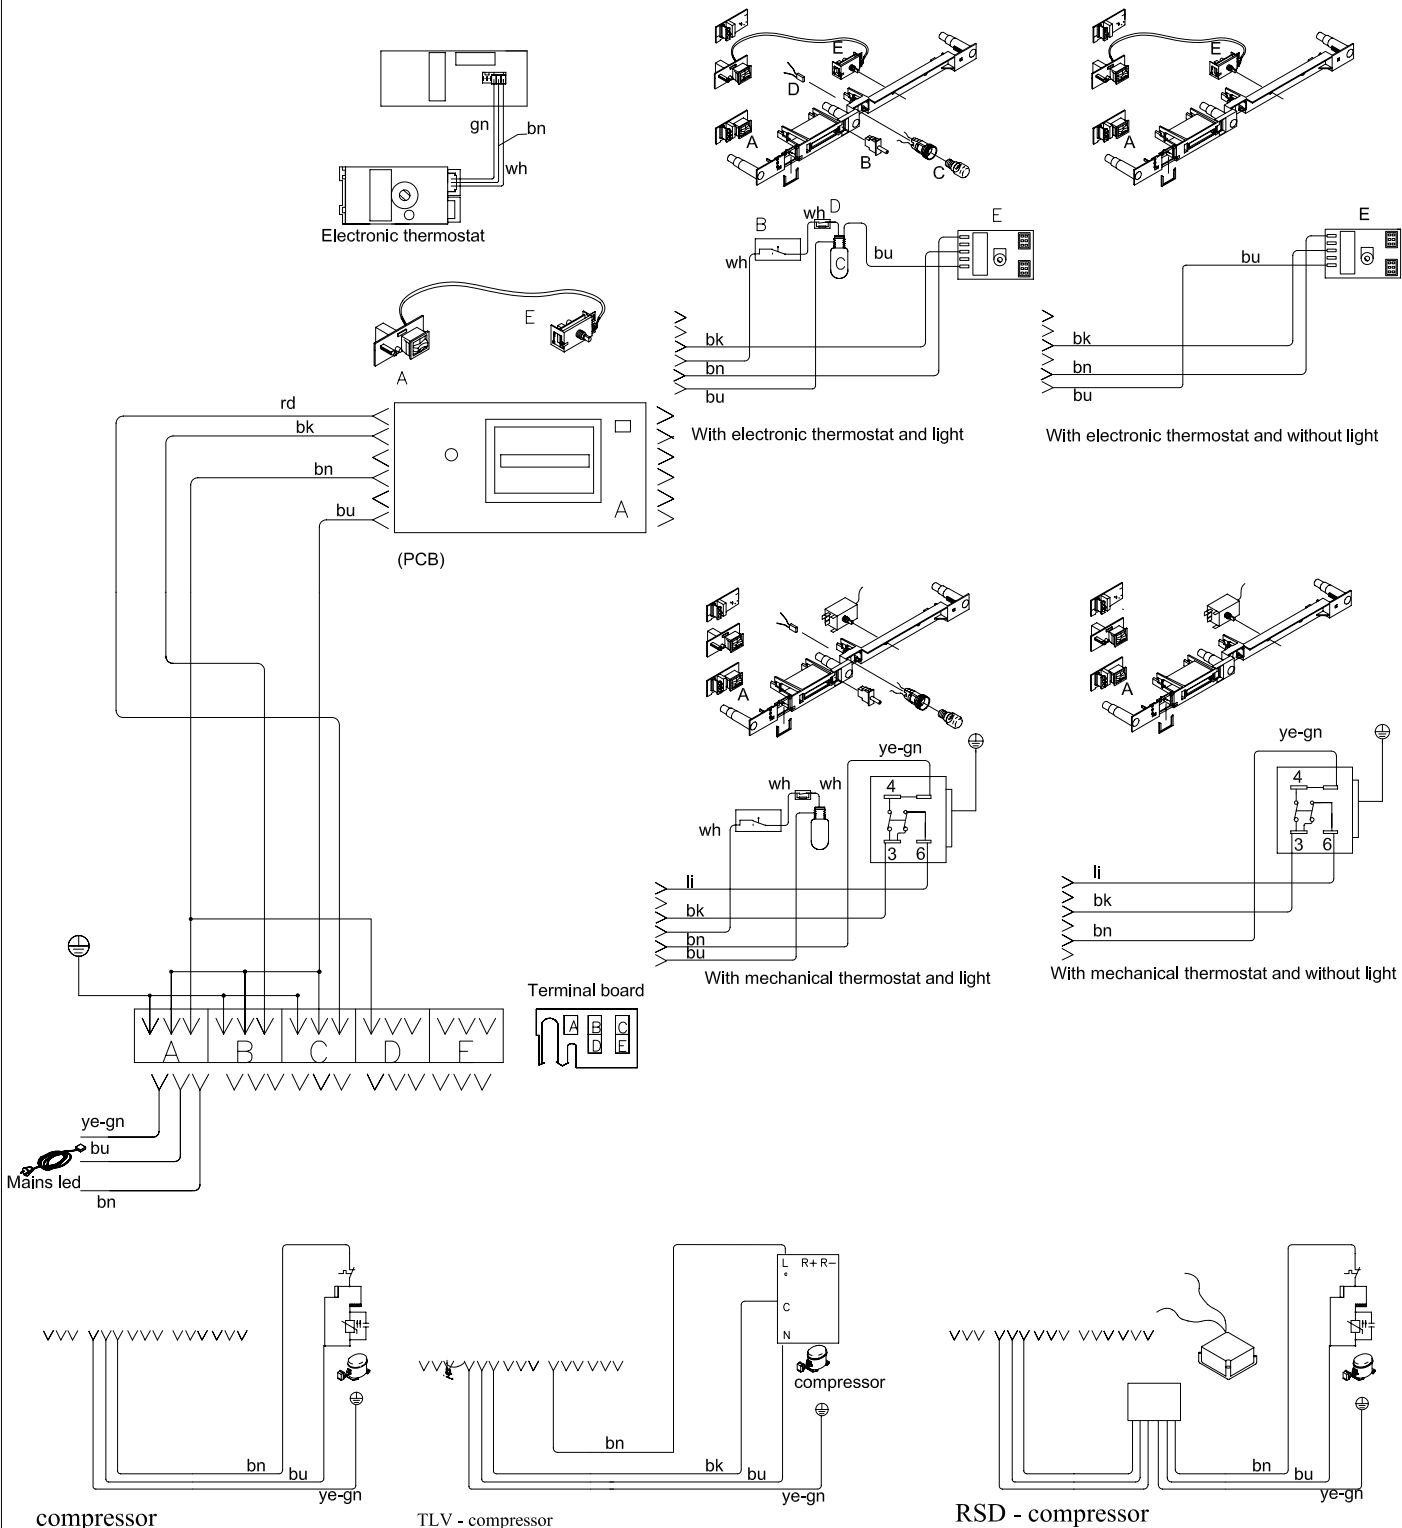 gn
bn
wh
Electronic thermostat
E
A
rd
bk
bn
bu
A
(PCB)
E
D
A
B
C
wh
D
B
wh
C
bu
E
bk
bn
bu
With electronic thermostat and light
E
A
E
bu
bk
bn
bu
With electronic thermostat and without light
A
ye-gn
wh
wh
wh
4
3
6
li
bk
bn
bu
With mechanical thermostat and light
A
ye-gn
4
3
6
li
bk
bn
With mechanical thermostat and without light
Terminal board
A
B
C
D
E
A
B
C
D
F
ye-gn
bu
Mains led
bn
bn
bu
ye-gn
compressor
L
R+
R-
C
N
compressor
bn
bk
bu
ye-gn
TLV - compressor
bn
bu
ye-gn
RSD - compressor